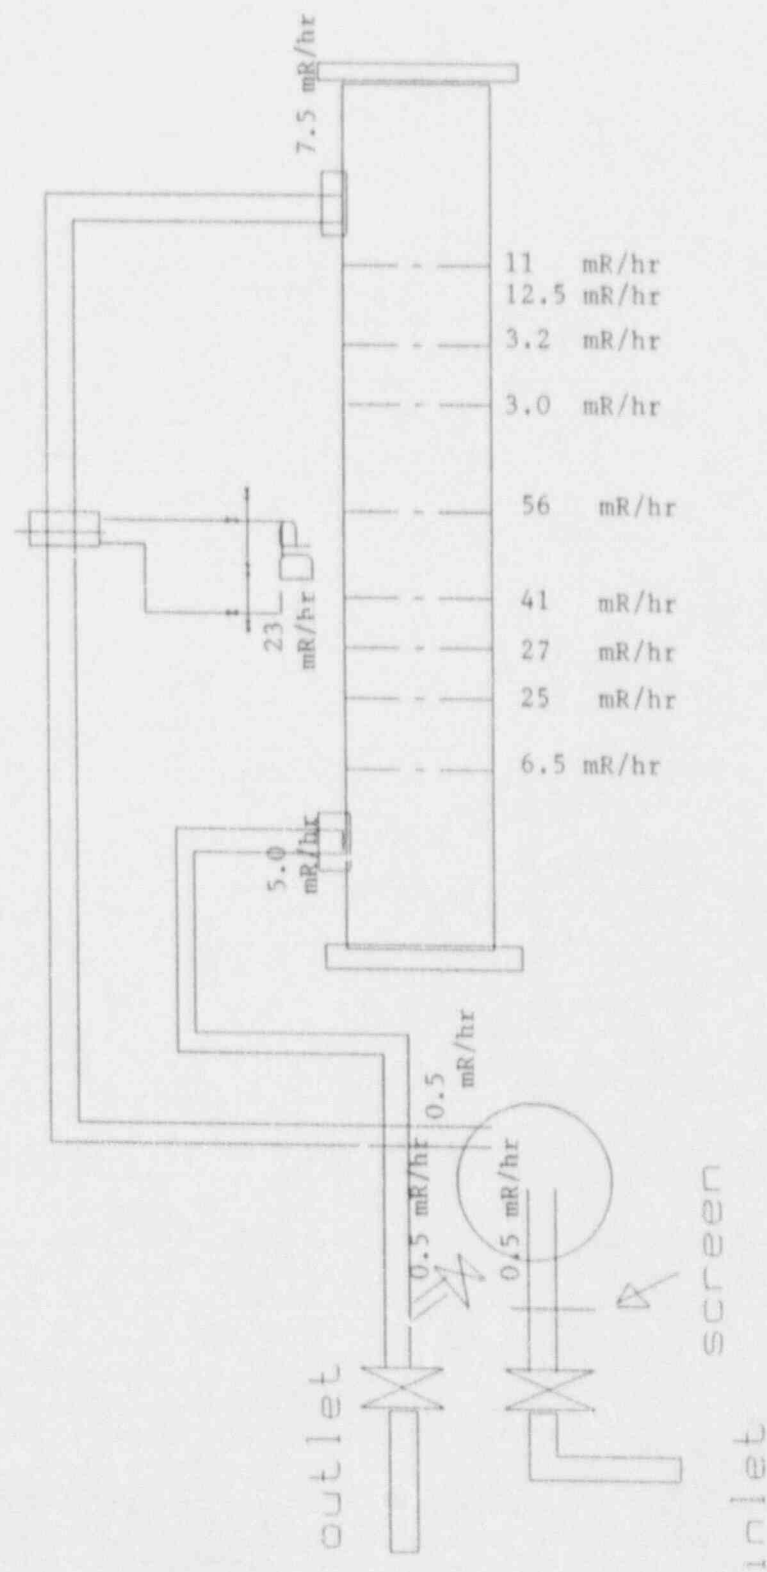 7.5 mR/hr
11 mR/hr
12.5 mR/hr
3.2 mR/hr
3.0 mR/hr
56 mR/hr
DP
23
mR/hr
41 mR/hr
27 mR/hr
25 mR/hr
6.5 mR/hr
5.0
mR/hr
0.5
mR/hr
0.5 mR/hr
0.5 mR/hr
screen
outlet
inlet